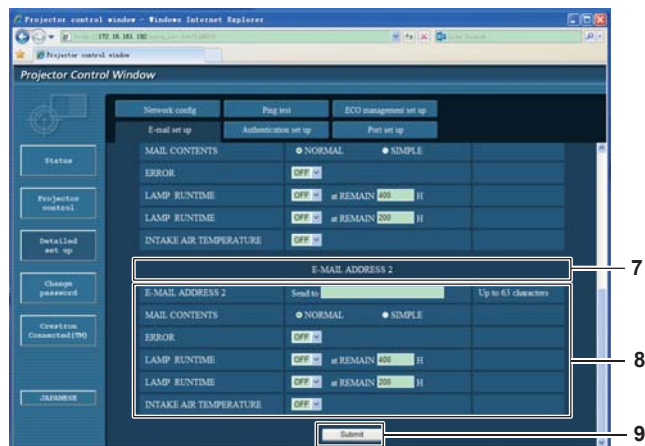 Projector control window - Windows Internet Explorer
Projector control window
Projector Control Window
Network config Ping test ECO management set up
E-mail set up Authentication set up Port set up
Status
Projector control
Detailed set up
Change password
Crestron Connected(TM)
JAPANESE
MAIL CONTENTS NORMAL SIMPLE
ERROR OFF
LAMP RUNTIME OFF at REMAIN 400 H
LAMP RUNTIME OFF at REMAIN 200 H
INTAKE AIR TEMPERATURE OFF
E-MAIL ADDRESS 2
7
E-MAIL ADDRESS 2 Send to Up to 63 characters
MAIL CONTENTS NORMAL SIMPLE
ERROR OFF
LAMP RUNTIME OFF at REMAIN 400 H
8
LAMP RUNTIME OFF at REMAIN 200 H
INTAKE AIR TEMPERATURE OFF
Submit
9